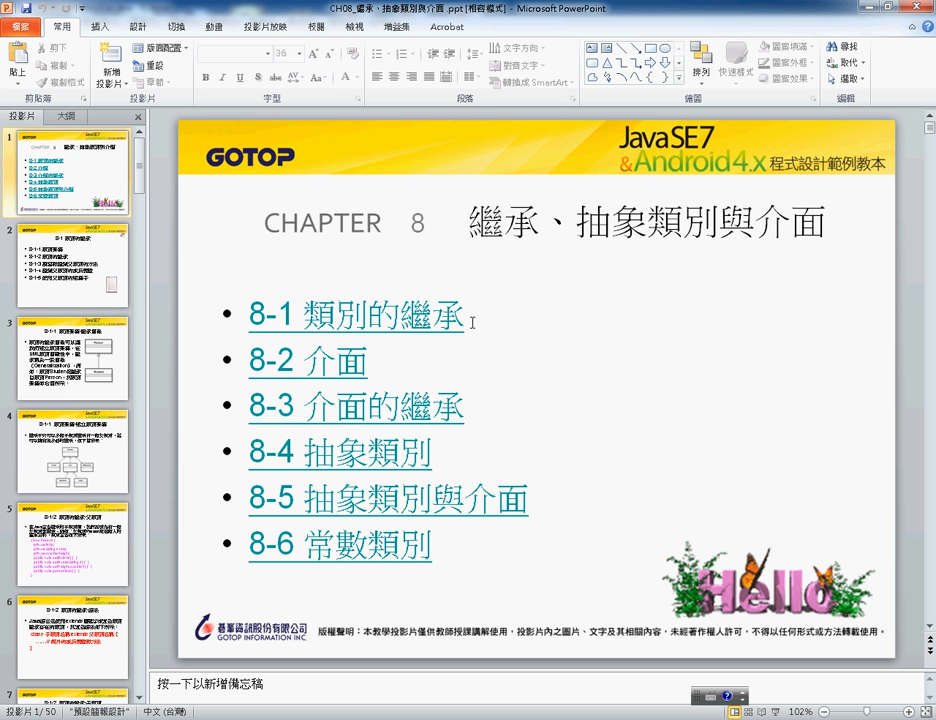 CH08_繼承、抽象類別與介面 .ppt [相容模式] - Microsoft PowerPoint
檔案 常用 插入 設計 切換 動畫 投影片放映 校閱 檢視 增益集 Acrobat
剪下
複製
複製格式
貼上
剪貼簿
新增
投影片
版面配置
重設
章節
投影片
36
字型
文字方向
對齊文字
轉換成 SmartArt
段落
排列
快速樣式
圖案填滿
圖案外框
圖案效果
繪圖
尋找
取代
選取
編輯
投影片 大綱
1
2
3
4
5
6
7
GOTOP
Java SE7
&Android4.x 程式設計範例教本
CHAPTER 8 繼承、抽象類別與介面
• 8-1 類別的繼承
• 8-2 介面
• 8-3 介面的繼承
• 8-4 抽象類別
• 8-5 抽象類別與介面
• 8-6 常數類別
Hello
碁峯資訊股份有限公司
GOTOP INFORMATION INC.
版權聲明：本教學投影片僅供教師授課講解使用，投影片內之圖片、文字及其相關內容，未經著作權人許可，不得以任何形式或方法轉載使用。
按一下以新增備忘稿
投影片 1/50 "預設簡報設計" 中文 (台灣) 102%